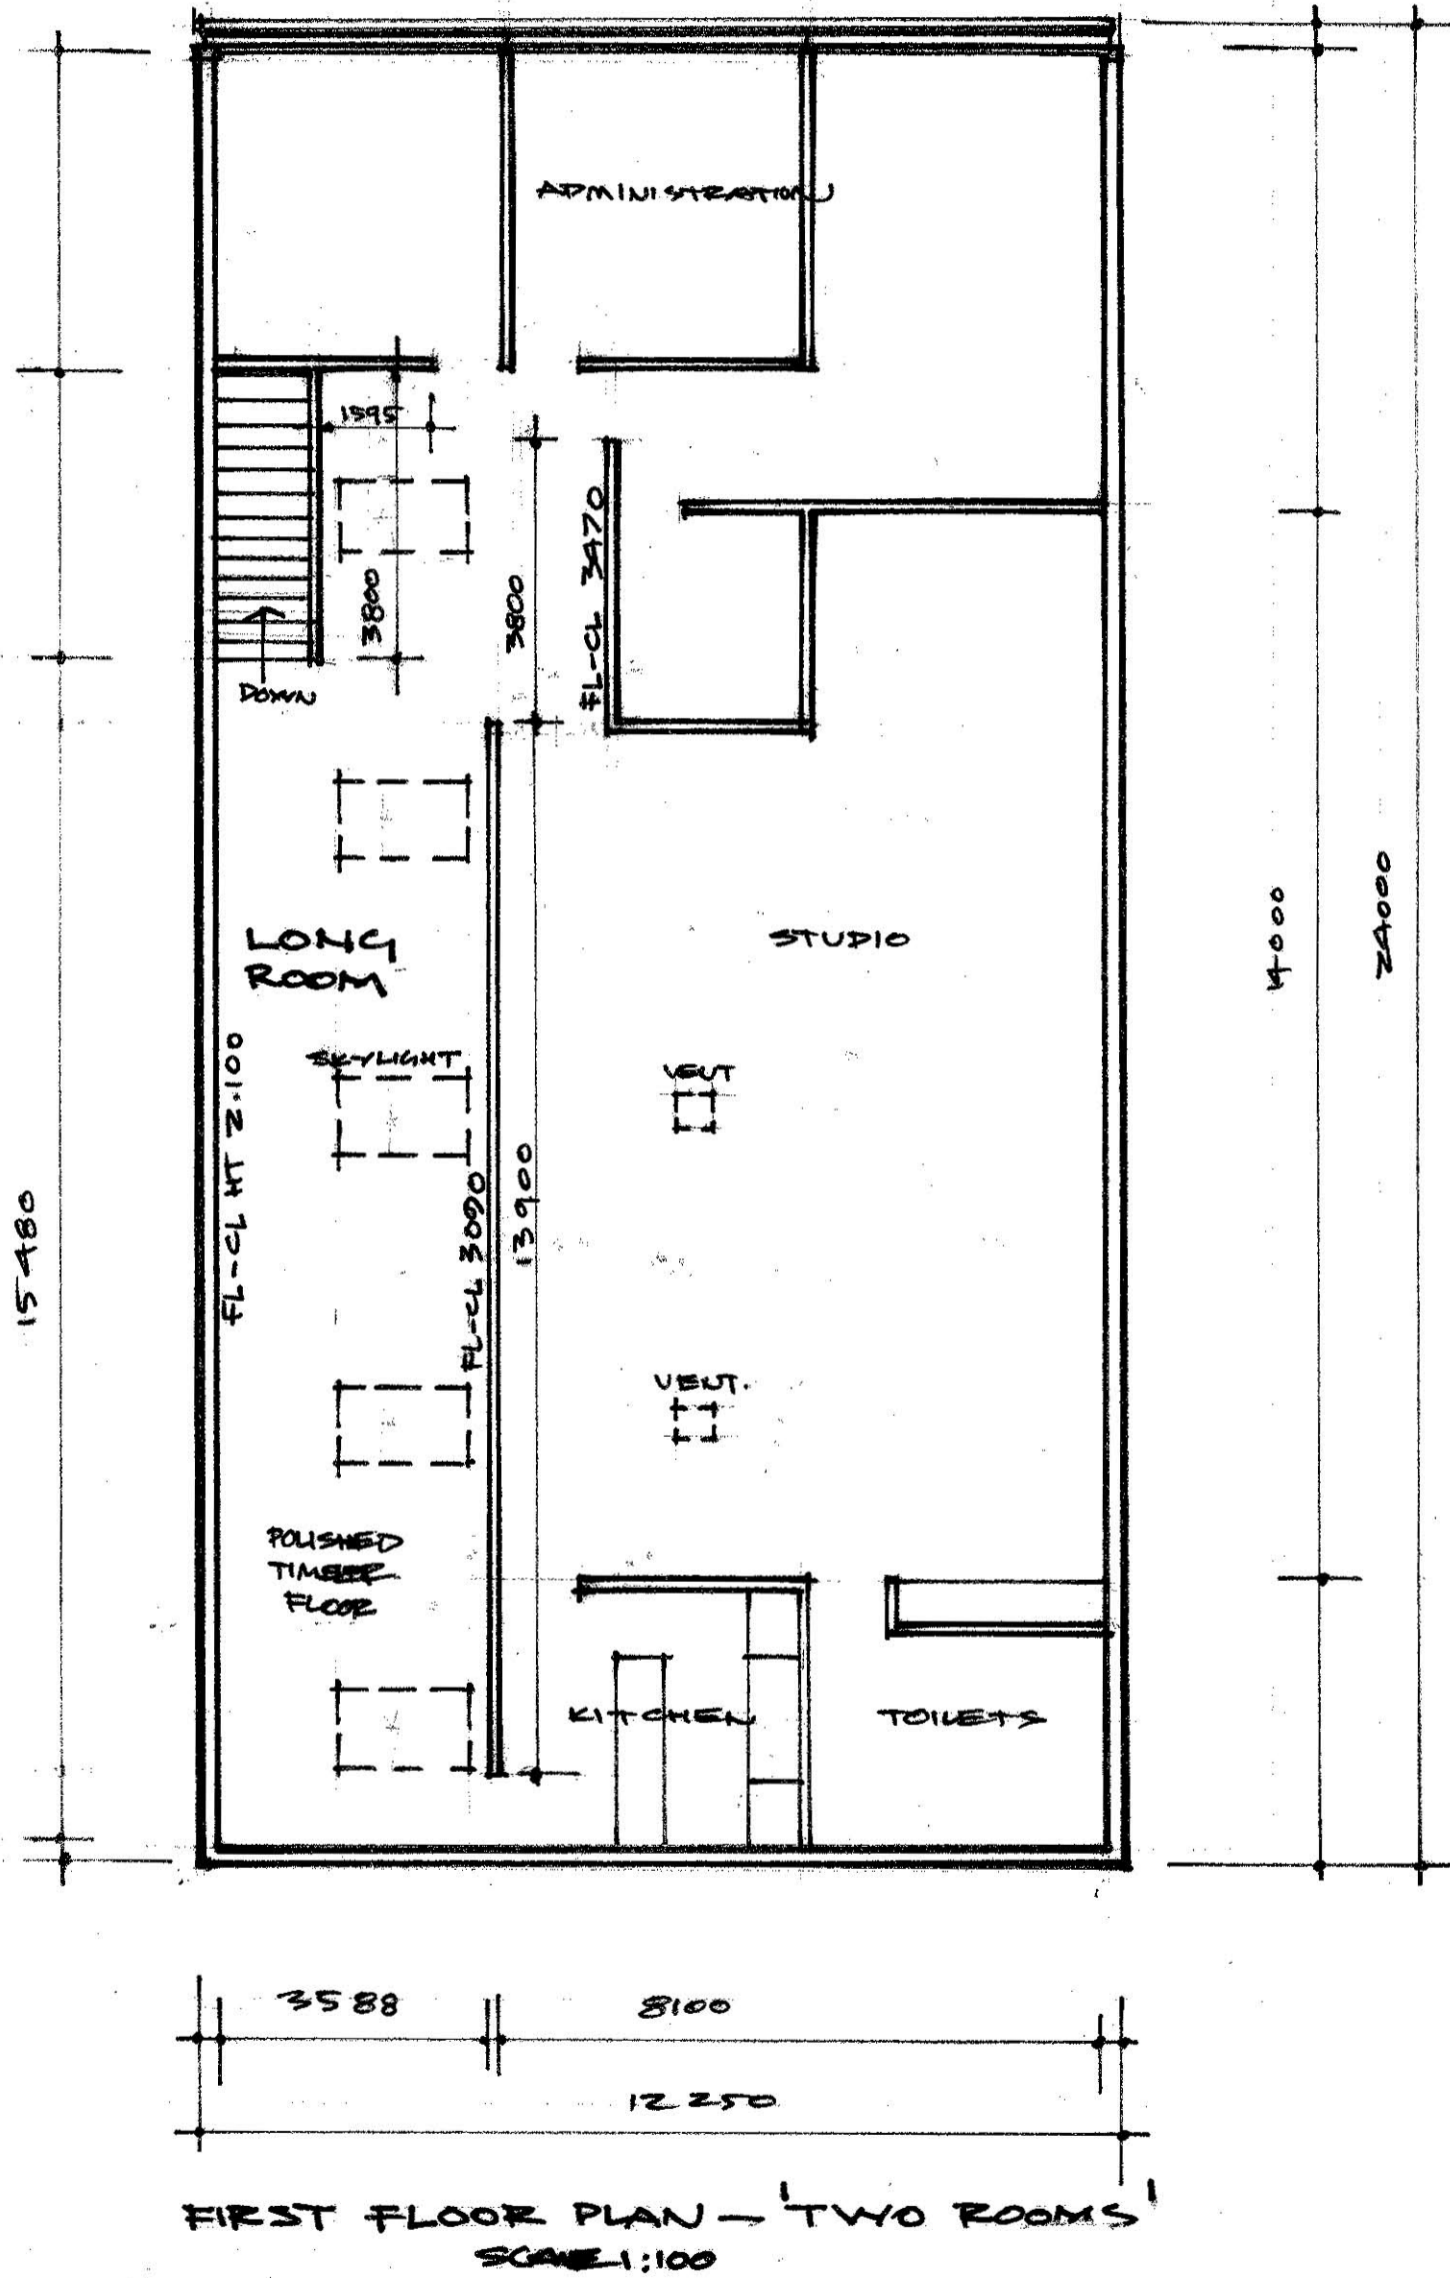 ADMINISTRATION
1595
3800
3800
FL-CL 3470
DOWN
LONG
ROOM
STUDIO
14000
24000
SKYLIGHT
VENT
FL-CL HT 2.100
FL-CL 3090
13900
15480
VENT.
POLISHED
TIMBER
FLOOR
KITCHEN
TOILETS
3588
8100
12250
FIRST FLOOR PLAN - 'TWO ROOMS'
SCALE 1:100